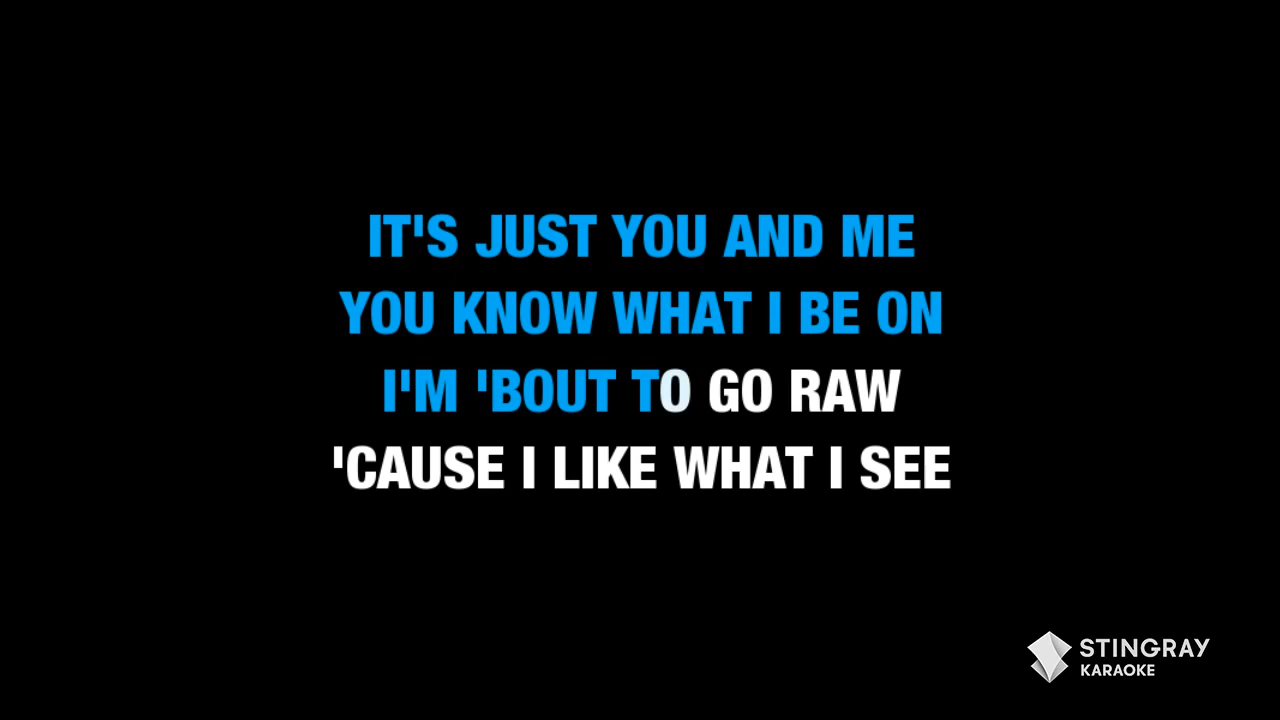 IT'S JUST YOU AND ME
YOU KNOW WHAT I BE ON
I'M 'BOUT TO GO RAW
'CAUSE I LIKE WHAT I SEE
STINGRAY
KARAOKE